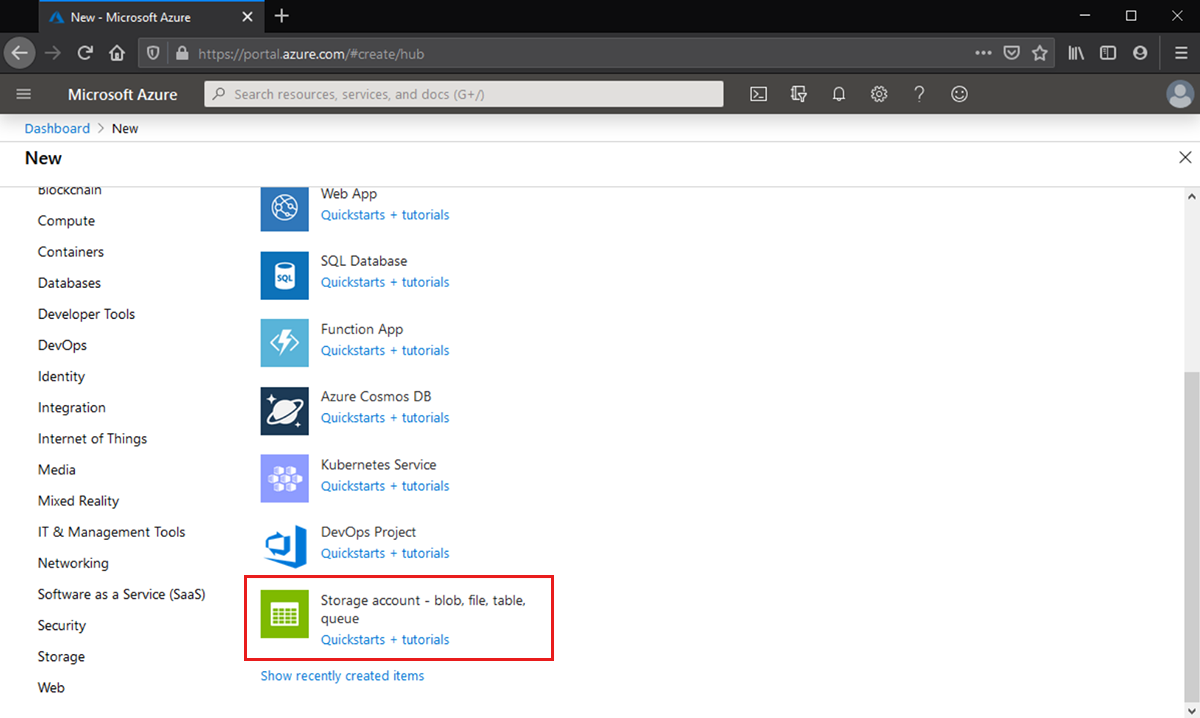 New - Microsoft Azure
https://portal.azure.com/#create/hub
Microsoft Azure
Search resources, services, and docs (G+/)
Dashboard > New
New
Blockchain
Compute
Containers
Databases
Developer Tools
DevOps
Identity
Integration
Internet of Things
Media
Mixed Reality
IT & Management Tools
Networking
Software as a Service (SaaS)
Security
Storage
Web
Web App
Quickstarts + tutorials
SQL
SQL Database
Quickstarts + tutorials
Function App
Quickstarts + tutorials
Azure Cosmos DB
Quickstarts + tutorials
Kubernetes Service
Quickstarts + tutorials
DevOps Project
Quickstarts + tutorials
Storage account - blob, file, table,
queue
Quickstarts + tutorials
Show recently created items